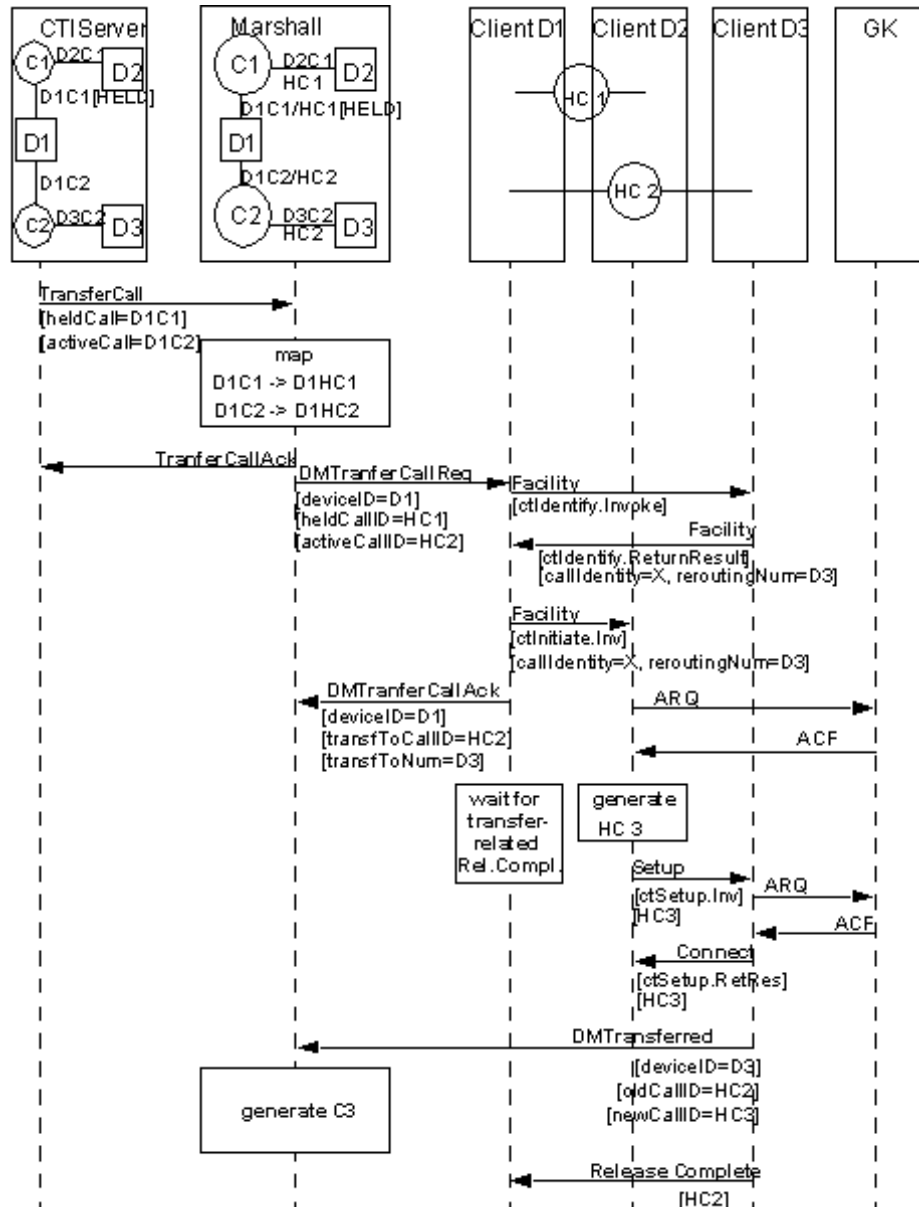 CTIServer
Marshall
Client D1
Client D2
Client D3
GK
C1
D2C1
D2
D1C1[HELD]
D1
D1C2
C2
D3C2
D3
C1
D2C1
HC1
D2
D1C1/HC1[HELD]
D1
D1C2/HC2
C2
D3C2
HC2
D3
HC 1
HC 2
TransferCall
[heldCall=D1C1]
[activeCall=D1C2]
map
D1C1 -> D1HC1
D1C2 -> D1HC2
TranferCallAck
DMTranferCallReq
[deviceID=D1]
[heldCallID=HC1]
[activeCallID=HC2]
Facility
[ctIdentify.Invoke]
Facility
[ctIdentify.ReturnResult]
[callIdentity=X, reroutingNum=D3]
Facility
[ctInitiate.Inv]
[callIdentity=X, reroutingNum=D3]
DMTranferCallAck
[deviceID=D1]
[transfToCallID=HC2]
[transfToNum=D3]
ARQ
ACF
wait for
transfer-
related
Rel.Compl.
generate
HC 3
Setup
[ctSetup.Inv]
[HC3]
ARQ
ACF
Connect
[ctSetup.RetRes]
[HC3]
DMTransferred
[deviceID=D3]
[oldCallID=HC2]
[newCallID=HC3]
generate C3
Release Complete
[HC2]